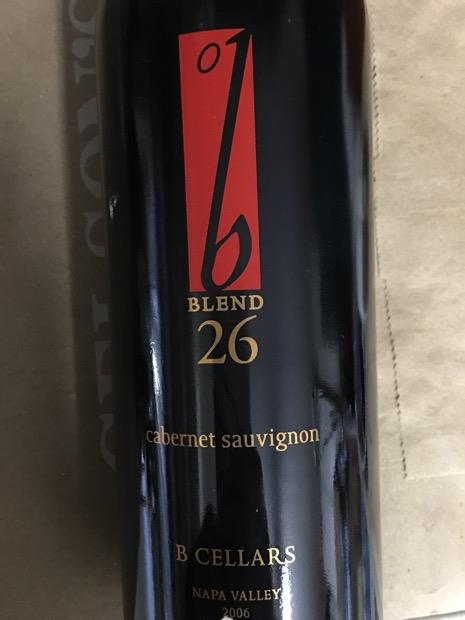 °b
BLEND
26
cabernet sauvignon
B CELLARS
NAPA VALLEY
2006